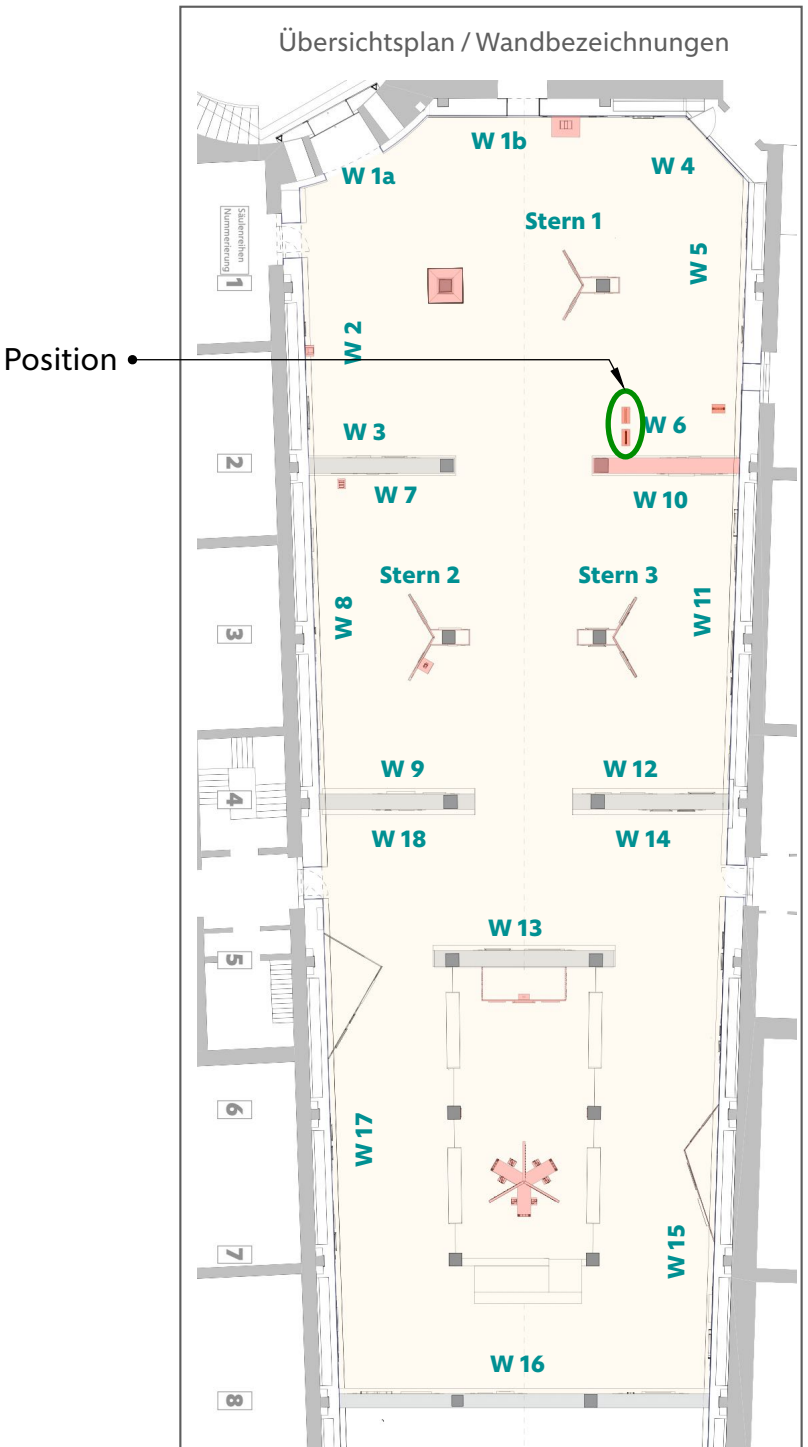 Übersichtsplan / Wandbezeichnungen
W 1b
W 1a
W 4
Stern 1
Säulenreihen
Nummerierung
1
W 5
W 2
Position
W 3
W 6
2
W 7
W 10
Stern 2
Stern 3
W 8
W 11
3
W 9
W 12
4
W 18
W 14
W 13
5
6
W 17
W 15
7
W 16
8